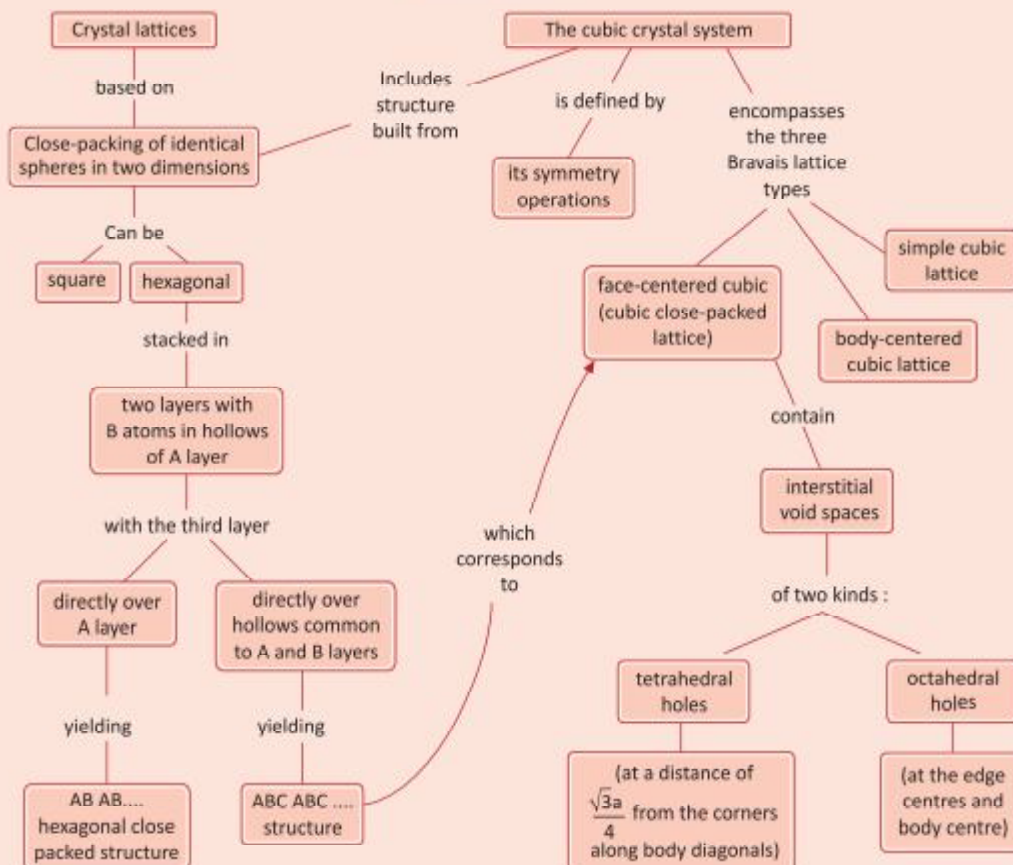 Crystal lattices
based on
Close-packing of identical
spheres in two dimensions
Can be
square
hexagonal
stacked in
two layers with
B atoms in hollows
of A layer
with the third layer
directly over
A layer
yielding
AB AB....
hexagonal close
packed structure
directly over
hollows common
to A and B layers
yielding
ABC ABC ....
structure
which
corresponds
to
The cubic crystal system
Includes
structure
built from
is defined by
its symmetry
operations
encompasses
the three
Bravais lattice
types
face-centered cubic
(cubic close-packed
lattice)
body-centered
cubic lattice
simple cubic
lattice
contain
interstitial
void spaces
of two kinds :
tetrahedral
holes
(at a distance of
√3a/4 from the corners
along body diagonals)
octahedral
holes
(at the edge
centres and
body centre)